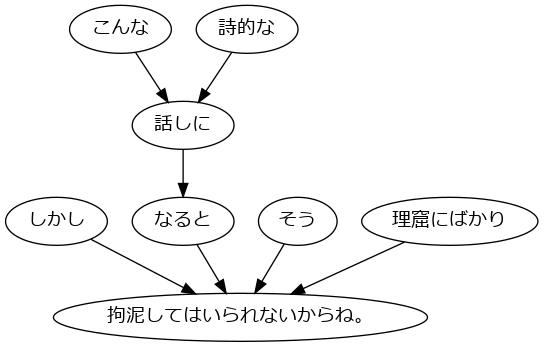 こんな
詩的な
話しに
しかし
なると
そう
理窟にばかり
拘泥してはいられないからね。